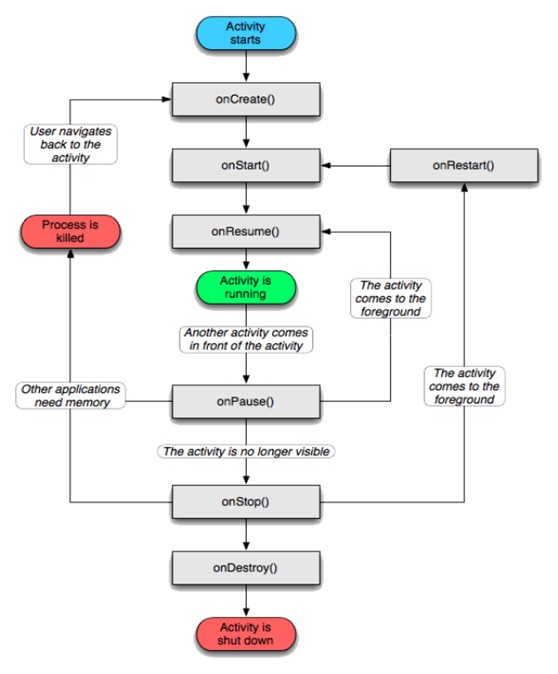 Activity
starts
onCreate()
User navigates
back to the
activity
onStart()
onRestart()
Process is
killed
onResume()
Activity is
running
The activity
comes to the
foreground
Another activity comes
in front of the activity
The activity
comes to the
foreground
Other applications
need memory
onPause()
The activity is no longer visible
onStop()
onDestroy()
Activity is
shut down